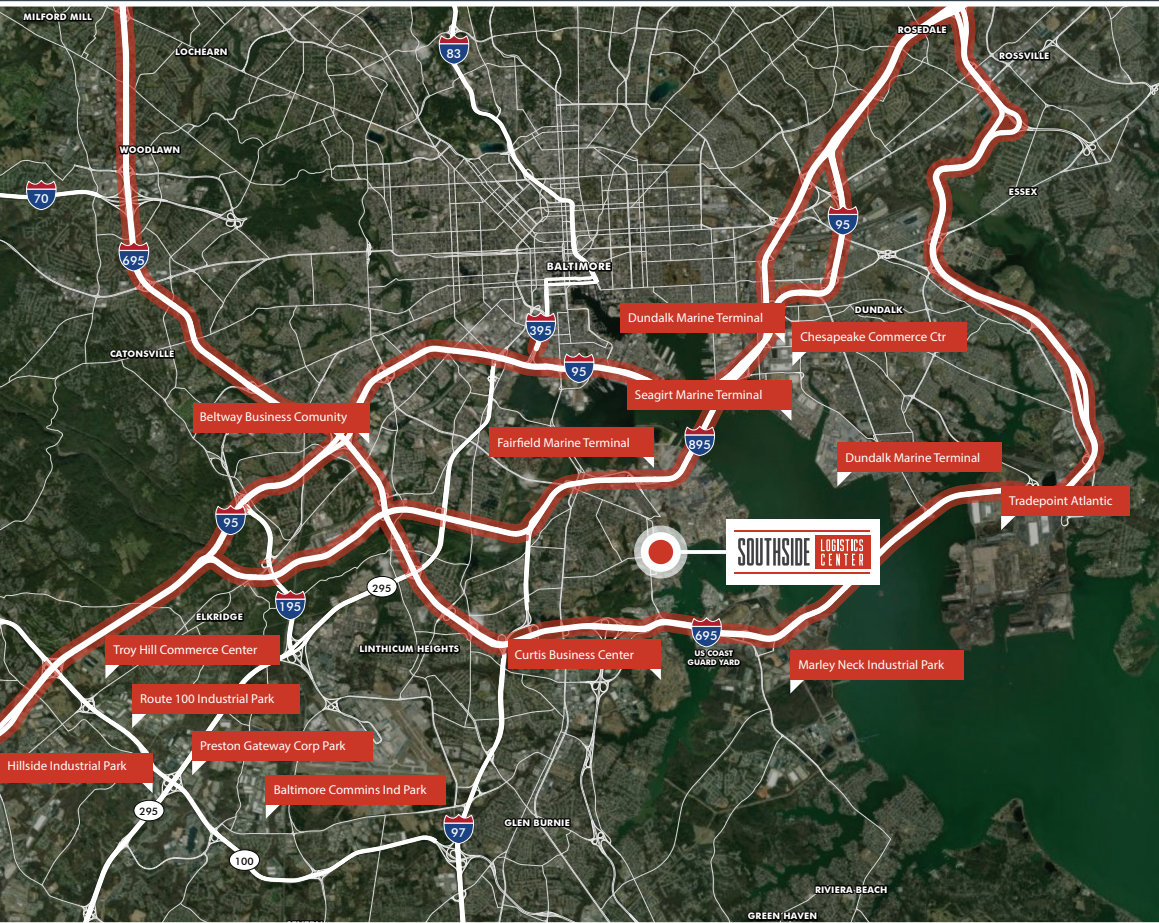 MILFORD MILL
LOCHEARN
83
ROSEDALE
ROSSVILLE
WOODLAWN
70
ESSEX
95
695
BALTIMORE
Dundalk Marine Terminal
DUNDALK
395
Chesapeake Commerce Ctr
CATONSVILLE
95
Seagirt Marine Terminal
Beltway Business Comunity
Fairfield Marine Terminal
895
Dundalk Marine Terminal
Tradepoint Atlantic
95
SOUTHSIDE
LOGISTICS
CENTER
295
195
ELKRIDGE
695
Troy Hill Commerce Center
LINTHICUM HEIGHTS
Curtis Business Center
US COAST
GUARD YARD
Marley Neck Industrial Park
Route 100 Industrial Park
Preston Gateway Corp Park
Hillside Industrial Park
Baltimore Commins Ind Park
295
97
GLEN BURNIE
100
RIVIERA BEACH
GREEN HAVEN